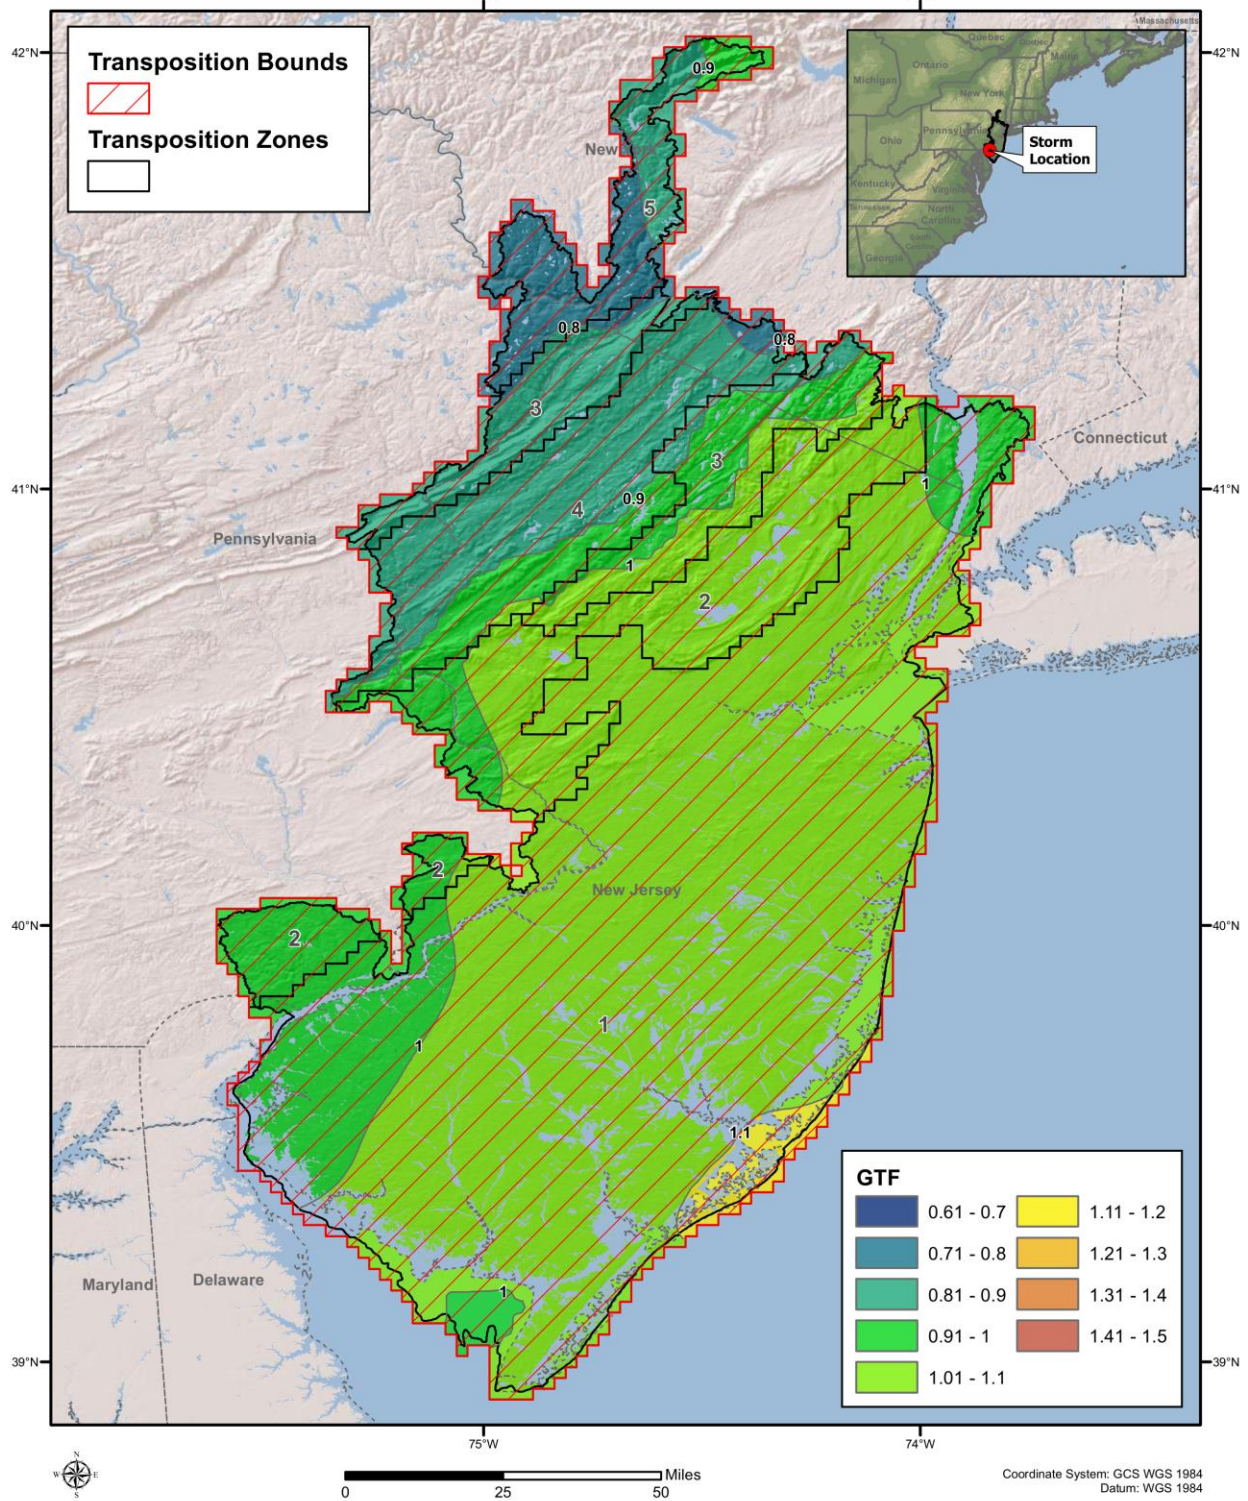 Transposition Bounds
Transposition Zones
42°N
42°N
41°N
41°N
40°N
40°N
39°N
39°N
75°W
74°W
Massachusetts
Quebec
Ontario
Maine
Michigan
New York
Pennsylvania
Ohio
Storm
Location
Kentucky
Virginia
Tennessee
North
Carolina
Georgia
0.9
New York
5
0.8
0.8
3
Connecticut
3
1
0.9
4
Pennsylvania
1
2
2
New Jersey
2
1
1
1.1
1
Maryland
Delaware
GTF
0.61 - 0.7
0.71 - 0.8
0.81 - 0.9
0.91 - 1
1.01 - 1.1
1.11 - 1.2
1.21 - 1.3
1.31 - 1.4
1.41 - 1.5
N
W
E
S
Miles
0
25
50
Coordinate System: GCS WGS 1984
Datum: WGS 1984